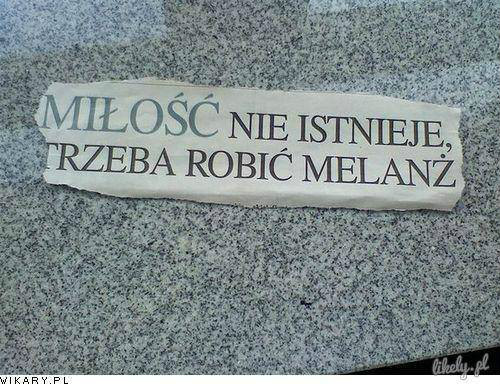 MIŁOŚĆ NIE ISTNIEJE,
TRZEBA ROBIĆ MELANŻ
WIKARY.PL
likely.pl